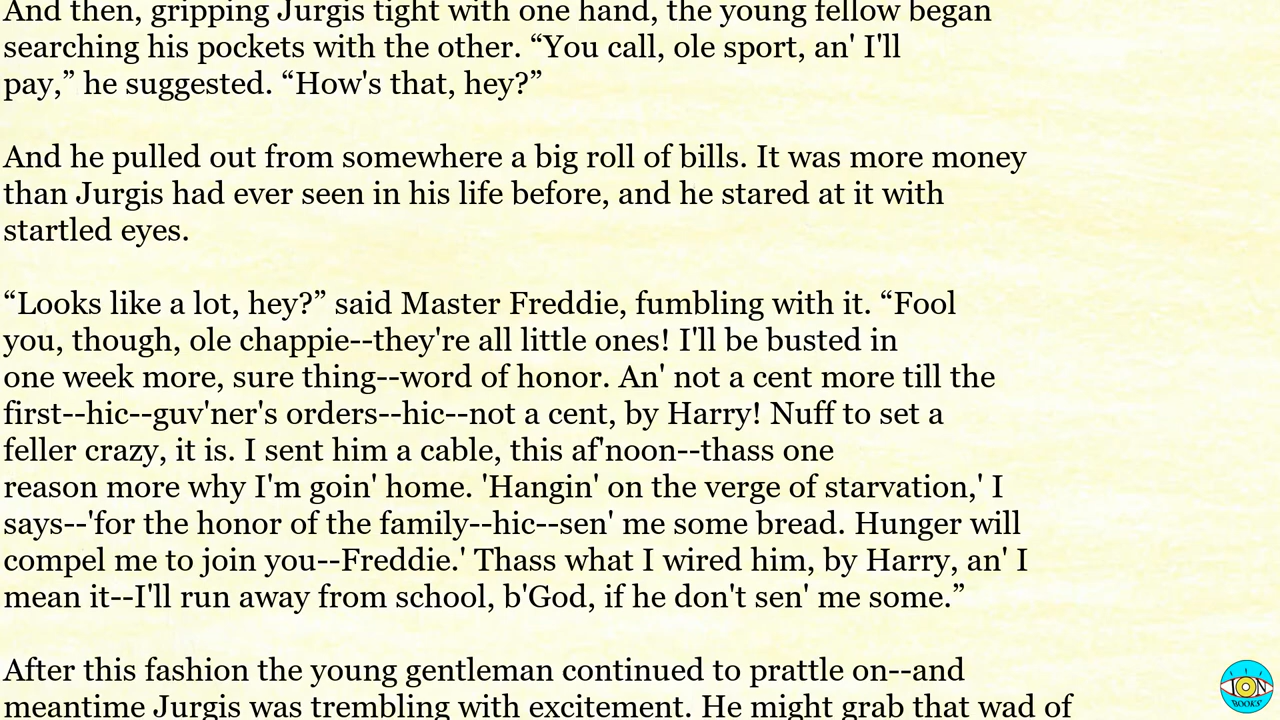 And then, gripping Jurgis tight with one hand, the young fellow began
searching his pockets with the other. “You call, ole sport, an' I'll
pay,” he suggested. “How's that, hey?”
And he pulled out from somewhere a big roll of bills. It was more money
than Jurgis had ever seen in his life before, and he stared at it with
startled eyes.
“Looks like a lot, hey?” said Master Freddie, fumbling with it. “Fool
you, though, ole chappie--they're all little ones! I'll be busted in
one week more, sure thing--word of honor. An' not a cent more till the
first--hic--guv'ner's orders--hic--not a cent, by Harry! Nuff to set a
feller crazy, it is. I sent him a cable, this af'noon--thass one
reason more why I'm goin' home. 'Hangin' on the verge of starvation,' I
says--'for the honor of the family--hic--sen' me some bread. Hunger will
compel me to join you--Freddie.' Thass what I wired him, by Harry, an' I
mean it--I'll run away from school, b'God, if he don't sen' me some.”
After this fashion the young gentleman continued to prattle on--and
meantime Jurgis was trembling with excitement. He might grab that wad of
ION
BOOKS